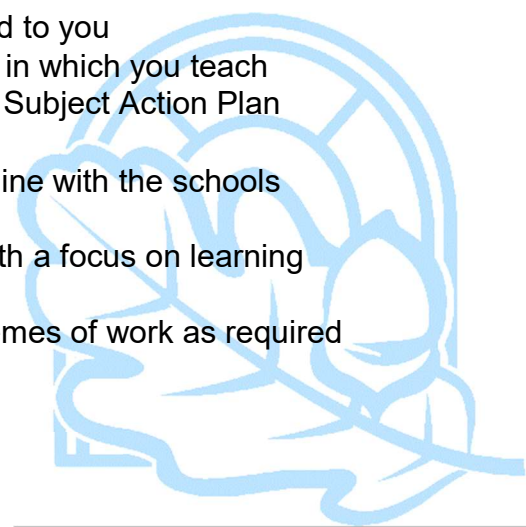 d to you
in which you teach
Subject Action Plan
ine with the schools
th a focus on learning
mes of work as required